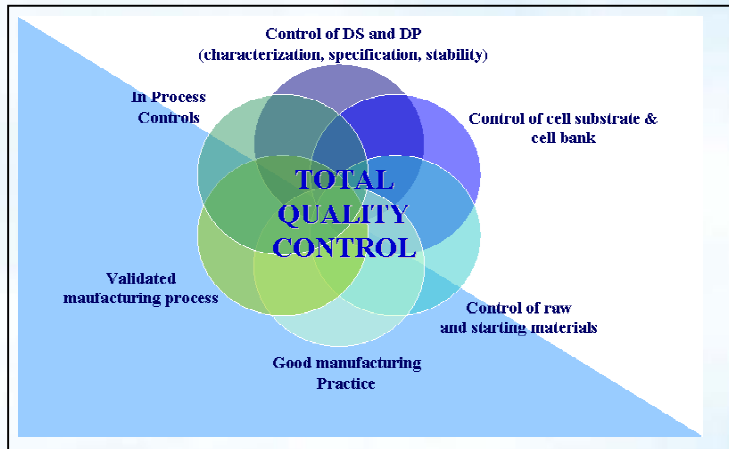 Control of DS and DP
(characterization, specification, stability)
In Process
Controls
Control of cell substrate &
cell bank
TOTAL
QUALITY
CONTROL
Validated
maufacturing process
Control of raw
and starting materials
Good manufacturing
Practice